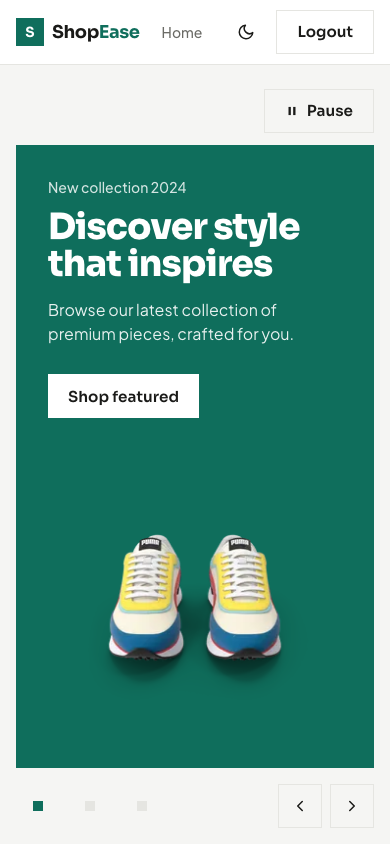 S
ShopEase
Home
Logout
Pause
New collection 2024
Discover style
that inspires
Browse our latest collection of
premium pieces, crafted for you.
Shop featured
PUMA
PUMA